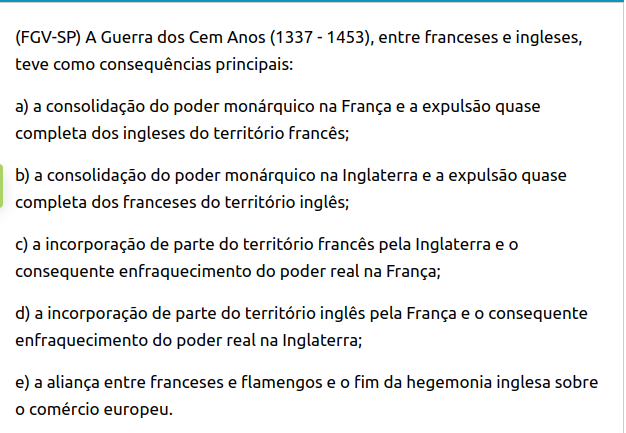 (FGV-SP) A Guerra dos Cem Anos (1337 - 1453), entre franceses e ingleses,
teve como consequências principais:
a) a consolidação do poder monárquico na França e a expulsão quase
completa dos ingleses do território francês;
b) a consolidação do poder monárquico na Inglaterra e a expulsão quase
completa dos franceses do território inglês;
c) a incorporação de parte do território francês pela Inglaterra e o
consequente enfraquecimento do poder real na França;
d) a incorporação de parte do território inglês pela França e o consequente
enfraquecimento do poder real na Inglaterra;
e) a aliança entre franceses e flamengos e o fim da hegemonia inglesa sobre
o comércio europeu.